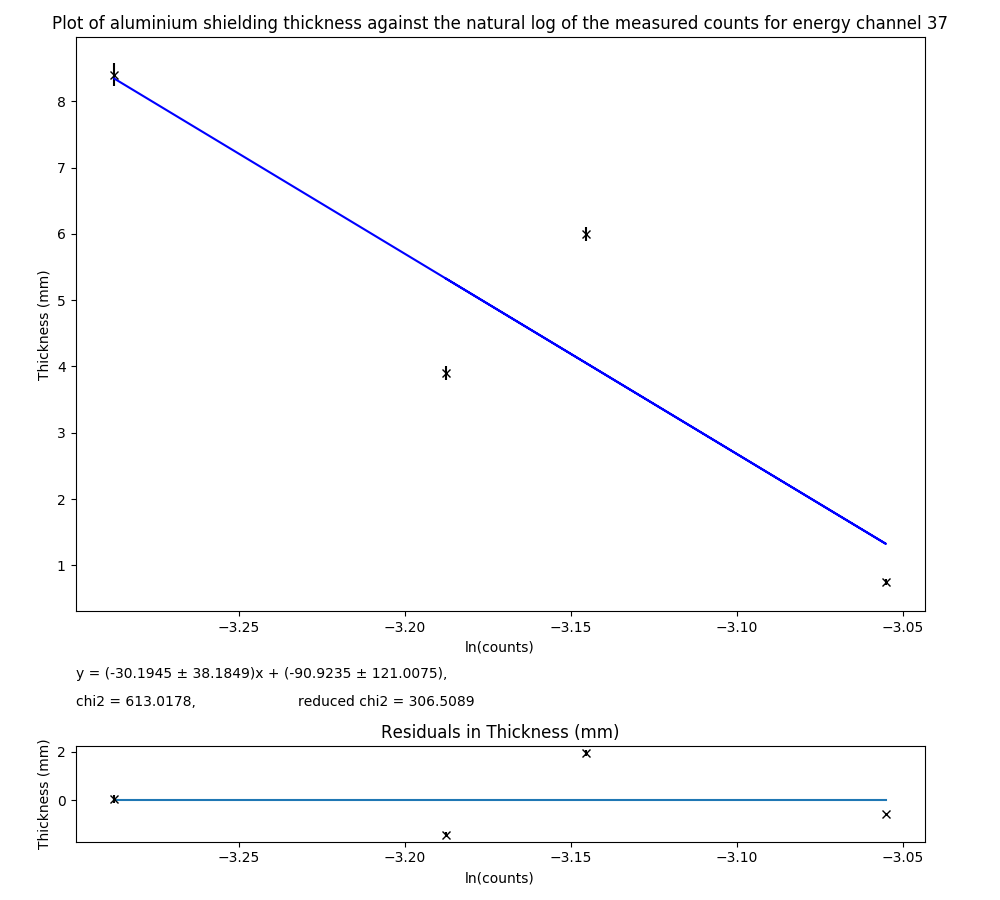 Plot of aluminium shielding thickness against the natural log of the measured counts for energy channel 37
8
7
6
5
4
3
2
1
Thickness (mm)
−3.25 −3.20 −3.15 −3.10 −3.05
ln(counts)
y = (-30.1945 ± 38.1849)x + (-90.9235 ± 121.0075),
chi2 = 613.0178, reduced chi2 = 306.5089
Residuals in Thickness (mm)
2
0
Thickness (mm)
−3.25 −3.20 −3.15 −3.10 −3.05
ln(counts)